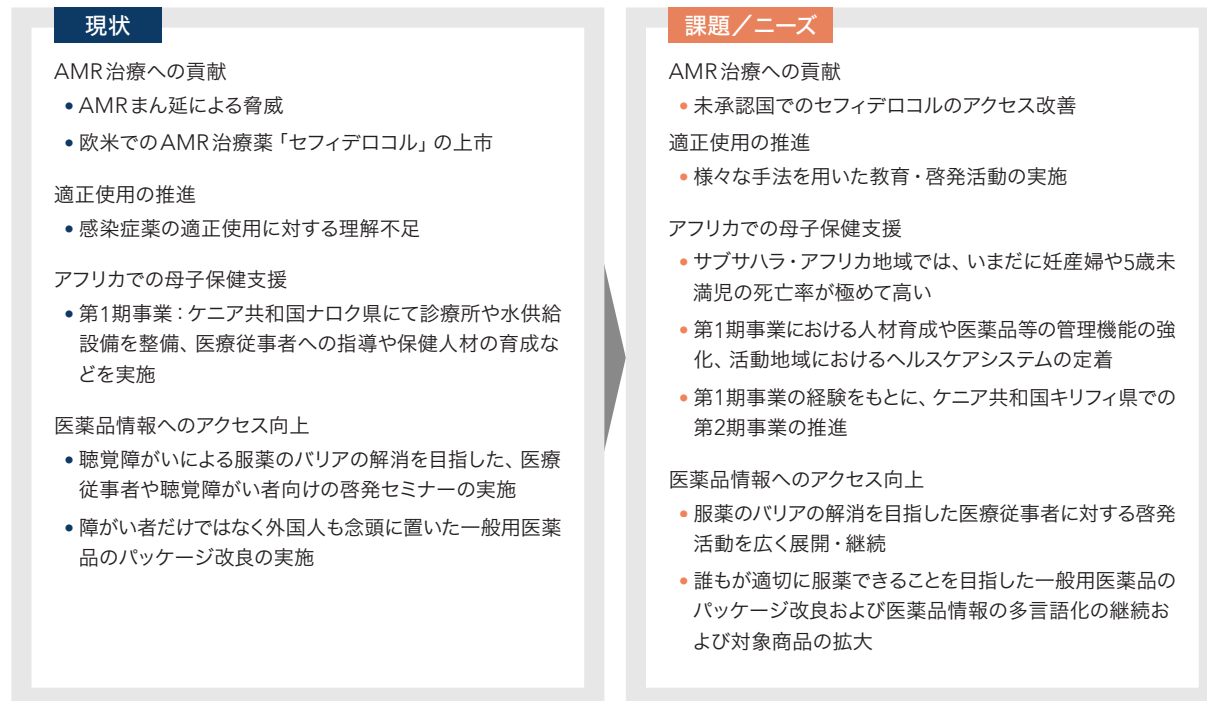 現状
AMR治療への貢献
•AMRまん延による脅威
•欧米でのAMR治療薬「セフィデロコル」の上市
適正使用の推進
•感染症薬の適正使用に対する理解不足
アフリカでの母子保健支援
•第1期事業：ケニア共和国ナロク県にて診療所や水供給
設備を整備、医療従事者への指導や保健人材の育成な
どを実施
医薬品情報へのアクセス向上
•聴覚障がいによる服薬のバリアの解消を目指した、医療
従事者や聴覚障がい者向けの啓発セミナーの実施
•障がい者だけではなく外国人も念頭に置いた一般用医薬
品のパッケージ改良の実施
課題／ニーズ
AMR治療への貢献
•未承認国でのセフィデロコルのアクセス改善
適正使用の推進
•様々な手法を用いた教育・啓発活動の実施
アフリカでの母子保健支援
•サブサハラ・アフリカ地域では、いまだに妊産婦や5歳未
満児の死亡率が極めて高い
•第1期事業における人材育成や医薬品等の管理機能の強
化、活動地域におけるヘルスケアシステムの定着
•第1期事業の経験をもとに、ケニア共和国キリフィ県での
第2期事業の推進
医薬品情報へのアクセス向上
•服薬のバリアの解消を目指した医療従事者に対する啓発
活動を広く展開・継続
•誰もが適切に服薬できることを目指した一般用医薬品の
パッケージ改良および医薬品情報の多言語化の継続お
よび対象商品の拡大